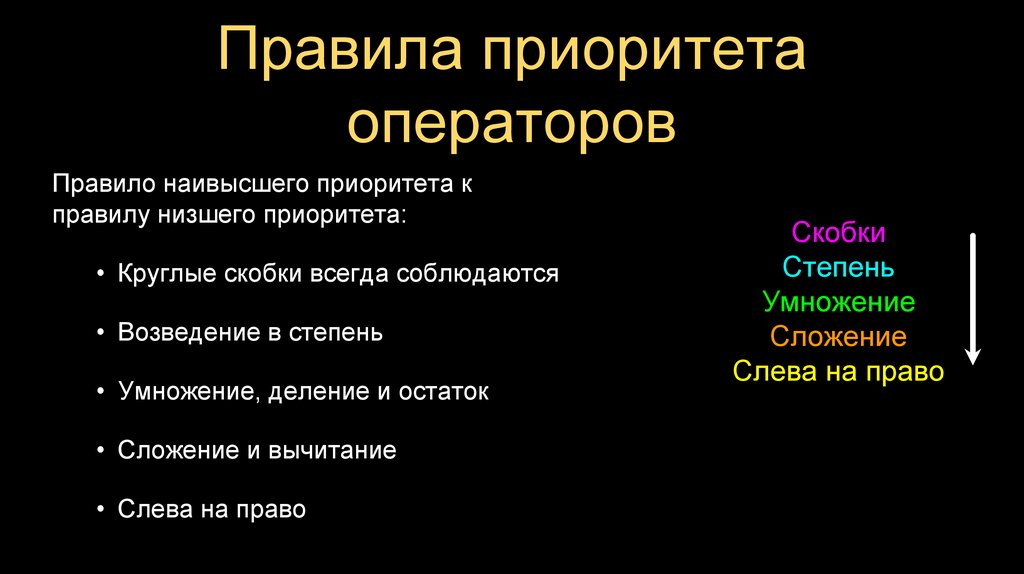 Правила приоритета
операторов
Правило наивысшего приоритета к
правилу низшего приоритета:
• Круглые скобки всегда соблюдаются
• Возведение в степень
• Умножение, деление и остаток
• Сложение и вычитание
• Слева на право
Скобки
Степень
Умножение
Сложение
Слева на право